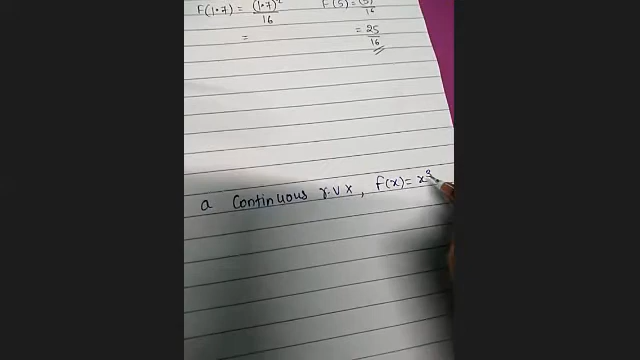 F(1.7) = (1.7)² / 16 F(5) = (5)² / 16
= = 25 / 16
a Continuous r.v x, f(x) = x²